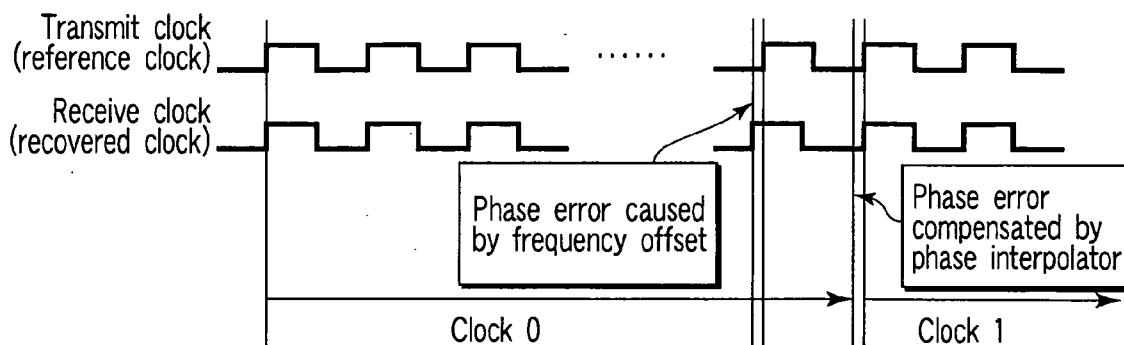 Transmit clock
(reference clock)
......
Receive clock
(recovered clock)
Phase error caused
by frequency offset
Phase error
compensated by
phase interpolator
Clock 0
Clock 1